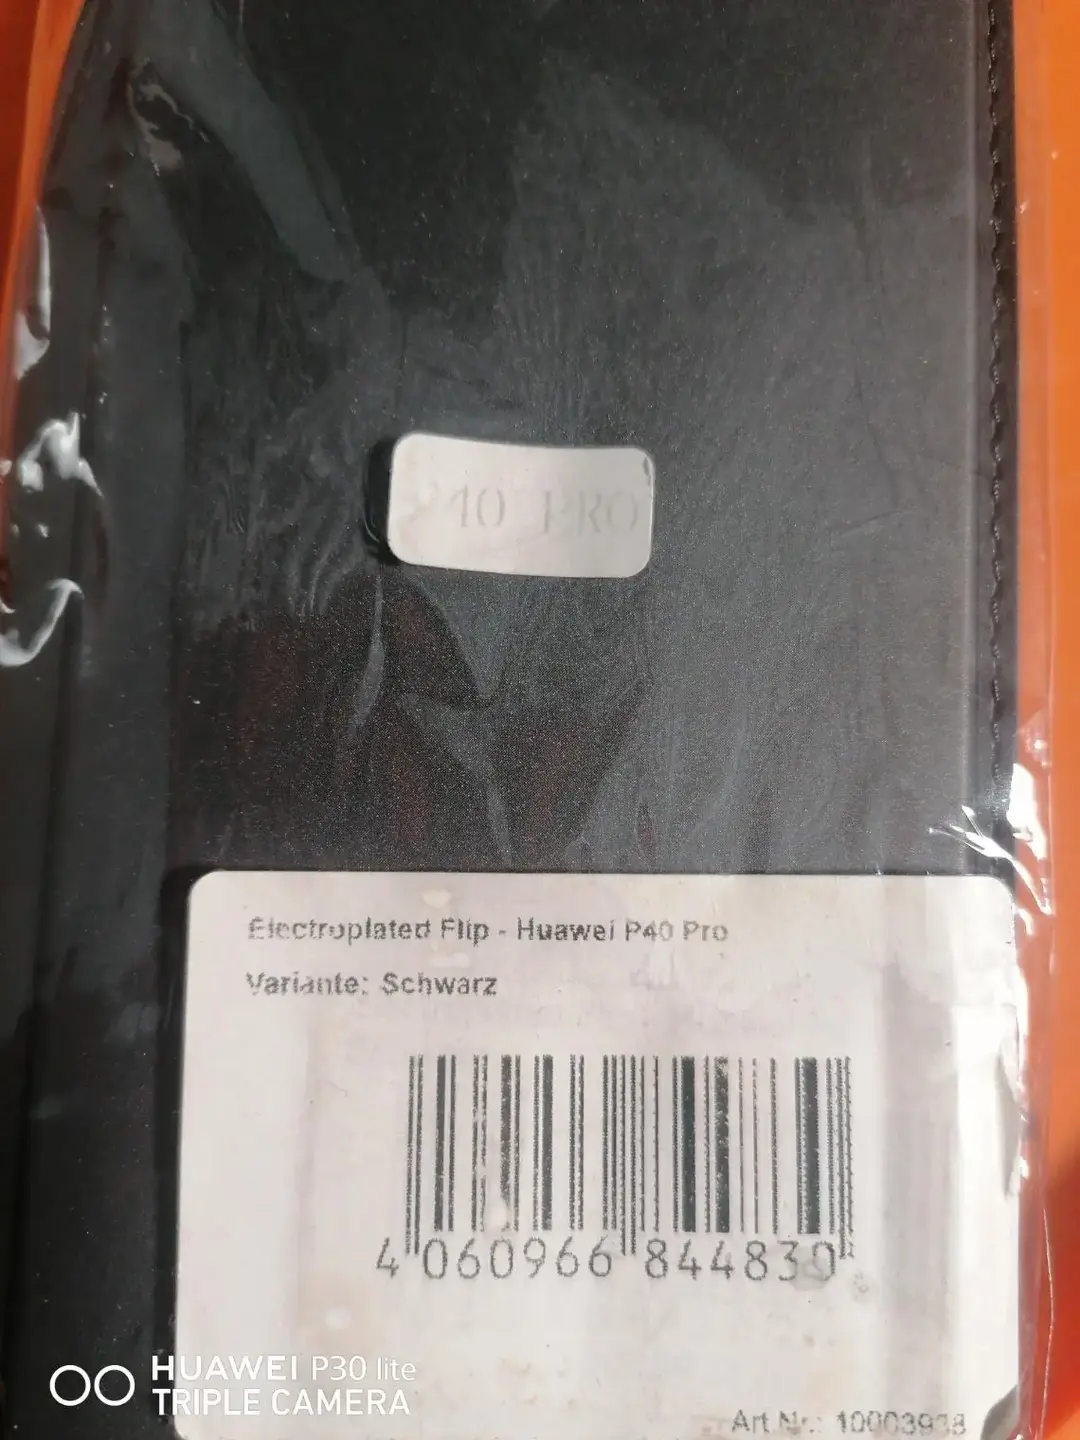 P40 PRO
Electroplated Flip - Huawei P40 Pro
Variante: Schwarz
4 060966 844830
Art.Nr.: 10003938
HUAWEI P30 lite
TRIPLE CAMERA